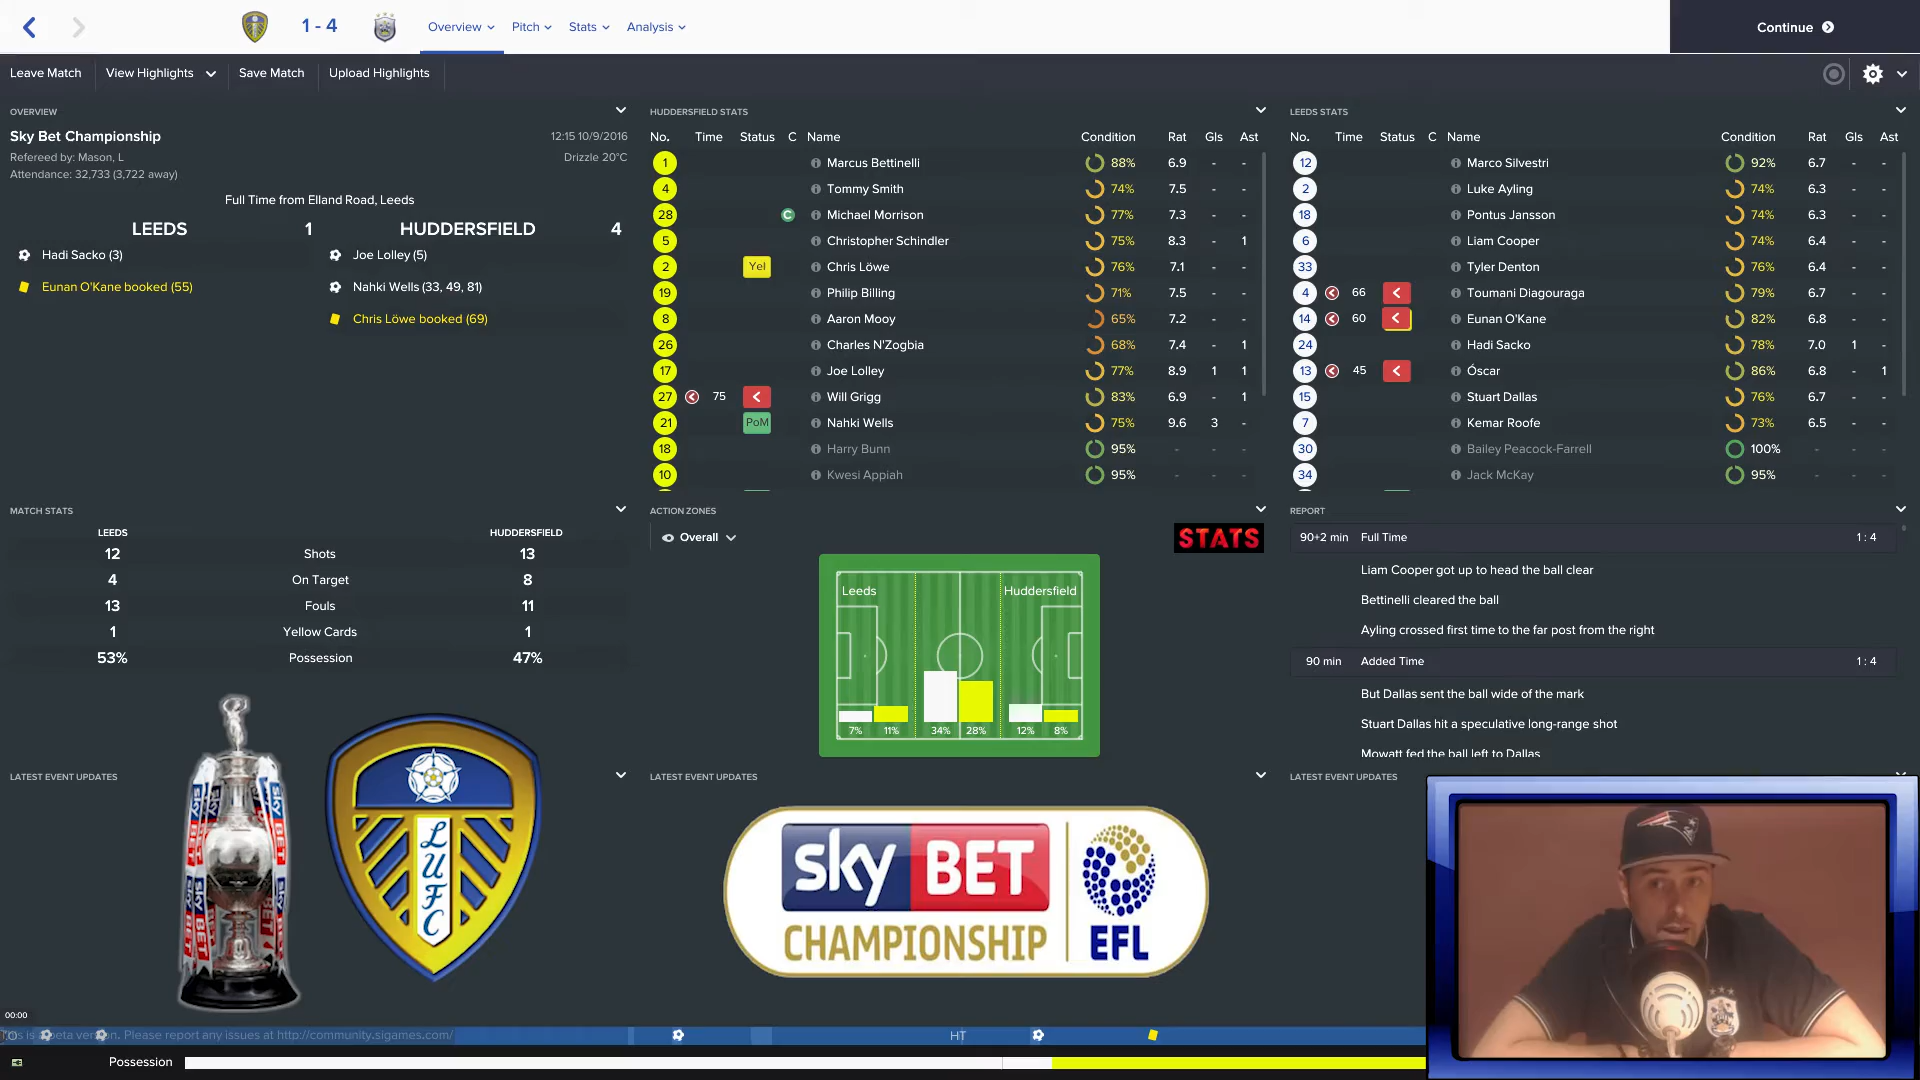 1 - 4
Overview
Pitch
Stats
Analysis
Continue
Leave Match
View Highlights
Save Match
Upload Highlights
OVERVIEW
Sky Bet Championship
12:15 10/9/2016
Refereed by: Mason, L
Drizzle 20°C
Attendance: 32,733 (3,722 away)
Full Time from Elland Road, Leeds
LEEDS 1 HUDDERSFIELD 4
Hadi Sacko (3) Joe Lolley (5)
Eunan O'Kane booked (55) Nahki Wells (33, 49, 81)
Chris Löwe booked (69)
HUDDERSFIELD STATS
No. Time Status C Name Condition Rat Gls Ast
1 Marcus Bettinelli 88% 6.9 - -
4 Tommy Smith 74% 7.5 - -
28 C Michael Morrison 77% 7.3 - -
5 Christopher Schindler 75% 8.3 - 1
2 Yel Chris Löwe 76% 7.1 - -
19 Philip Billing 71% 7.5 - -
8 Aaron Mooy 65% 7.2 - -
26 Charles N'Zogbia 68% 7.4 - 1
17 Joe Lolley 77% 8.9 1 1
27 75 Will Grigg 83% 6.9 - 1
21 PoM Nahki Wells 75% 9.6 3 -
18 Harry Bunn 95% - - -
10 Kwesi Appiah 95% - - -
LEEDS STATS
No. Time Status C Name Condition Rat Gls Ast
12 Marco Silvestri 92% 6.7 - -
2 Luke Ayling 74% 6.3 - -
18 Pontus Jansson 74% 6.3 - -
6 Liam Cooper 74% 6.4 - -
33 Tyler Denton 76% 6.4 - -
4 66 Toumani Diagouraga 79% 6.7 - -
14 60 Eunan O'Kane 82% 6.8 - -
24 Hadi Sacko 78% 7.0 1 -
13 45 Óscar 86% 6.8 - 1
15 Stuart Dallas 76% 6.7 - -
7 Kemar Roofe 73% 6.5 - -
30 Bailey Peacock-Farrell 100% - - -
34 Jack McKay 95% - - -
MATCH STATS
LEEDS HUDDERSFIELD
12 Shots 13
4 On Target 8
13 Fouls 11
1 Yellow Cards 1
53% Possession 47%
ACTION ZONES
Overall
STATS
Leeds Huddersfield
7% 11% 34% 28% 12% 8%
REPORT
90+2 min Full Time 1 : 4
Liam Cooper got up to head the ball clear
Bettinelli cleared the ball
Ayling crossed first time to the far post from the right
90 min Added Time 1 : 4
But Dallas sent the ball wide of the mark
Stuart Dallas hit a speculative long-range shot
Mowatt fed the ball left to Dallas
LATEST EVENT UPDATES
LATEST EVENT UPDATES
LATEST EVENT UPDATES
sky BET
sky BET
LUFC
sky BET
CHAMPIONSHIP
EFL
00:00
This is a beta version. Please report any issues at http://community.sigames.com/
HT
Possession